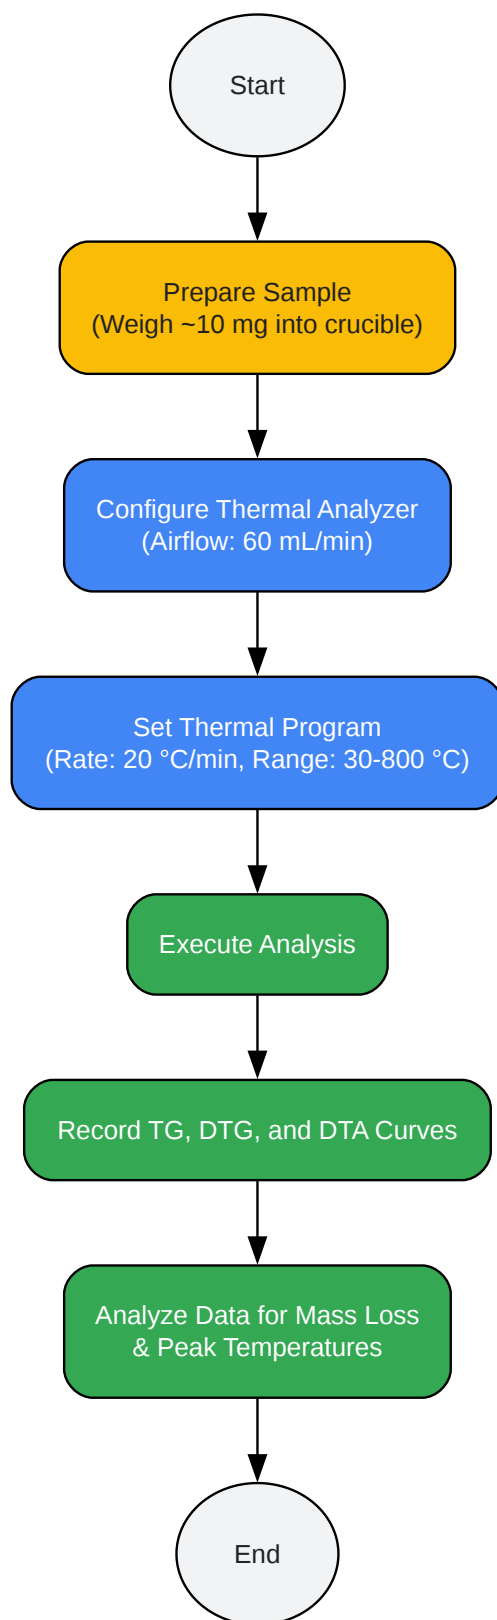 Start
Prepare Sample
(Weigh ~10 mg into crucible)
Configure Thermal Analyzer
(Airflow: 60 mL/min)
Set Thermal Program
(Rate: 20 °C/min, Range: 30-800 °C)
Execute Analysis
Record TG, DTG, and DTA Curves
Analyze Data for Mass Loss
& Peak Temperatures
End